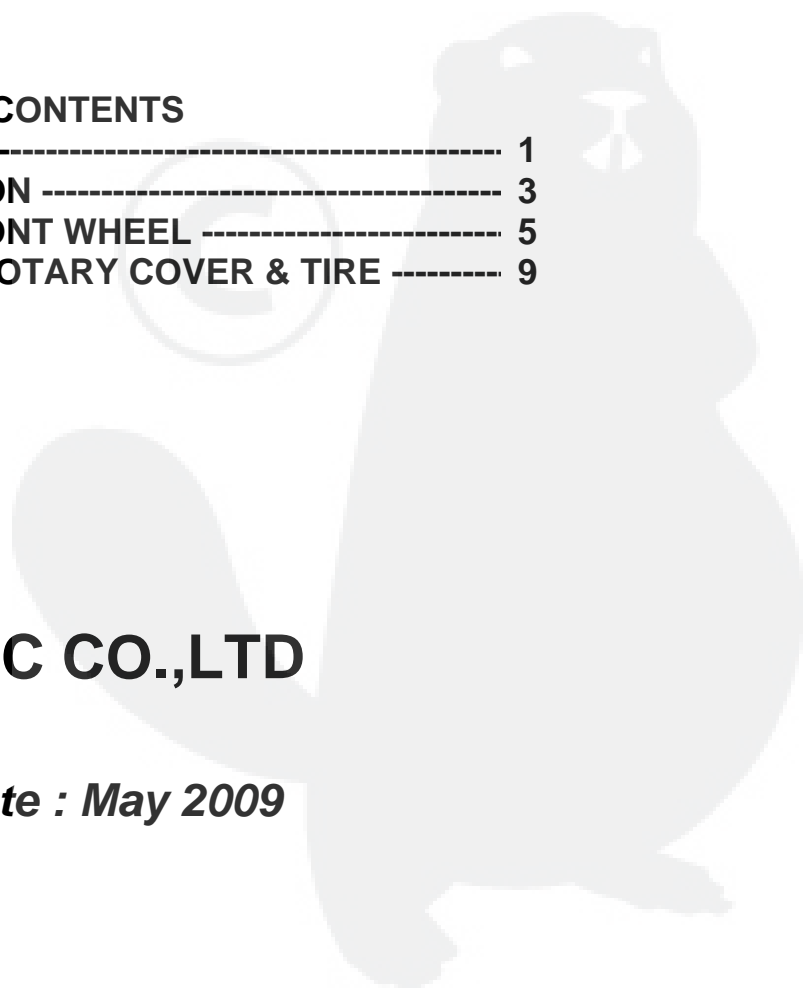 CONTENTS
---------------------------------------- 1
ON -------------------------------------- 3
ONT WHEEL ------------------------- 5
OTARY COVER & TIRE --------- 9
©
C CO.,LTD
te : May 2009